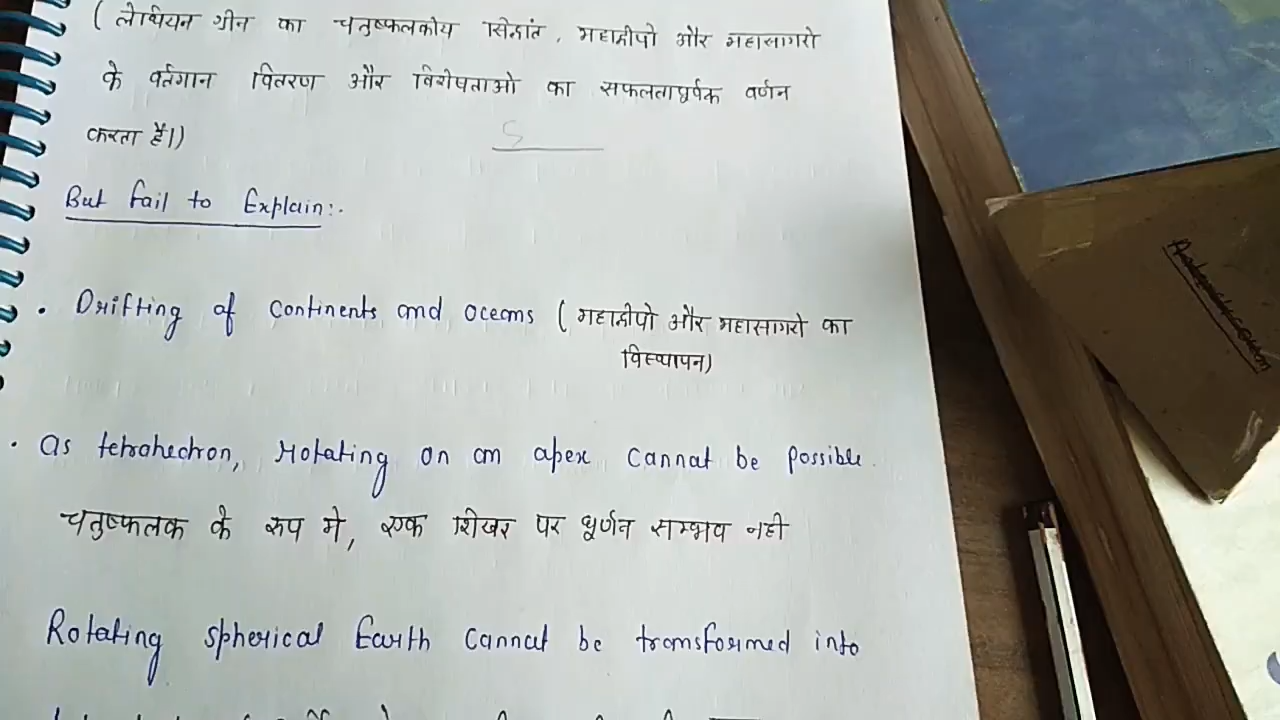 ( लोथियन ग्रीन का चतुष्फलकीय सिद्धांत, महाद्वीपो और महासागरो
के वर्तमान वितरण और विशेषताओ का सफलतापूर्वक वर्णन
करता है।)
But fail to Explain:.
• Drifting of Continents and oceans ( महाद्वीपो और महासागरो का
विस्थापन)
• as tetrahedron, rotating on an apex cannat be possible.
चतुष्फलक के रूप मे, एक शिखर पर घूर्णन सम्भव नही
Rotating spherical Earth cannat be transformed into